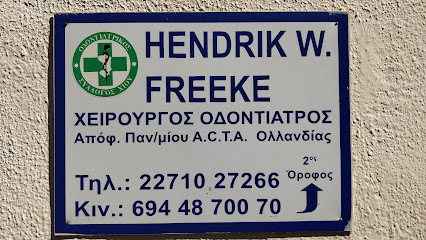 ΟΔΟΝΤΙΑΤΡΙΚΟΣ
ΣΥΛΛΟΓΟΣ ΧΙΟΥ
HENDRIK W.
FREEKE
ΧΕΙΡΟΥΡΓΟΣ ΟΔΟΝΤΙΑΤΡΟΣ
Απόφ. Παν/μίου A.C.T.A. Ολλανδίας
2ος
Όροφος
Τηλ.: 22710 27266
Κιν.: 694 48 700 70